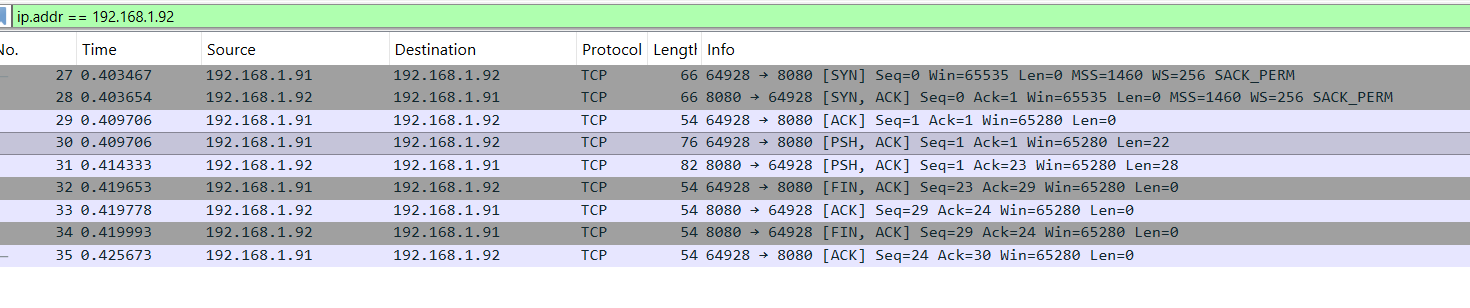 ip.addr == 192.168.1.92
No. Time Source Destination Protocol Length Info
27 0.403467 192.168.1.91 192.168.1.92 TCP 66 64928 → 8080 [SYN] Seq=0 Win=65535 Len=0 MSS=1460 WS=256 SACK_PERM
28 0.403654 192.168.1.92 192.168.1.91 TCP 66 8080 → 64928 [SYN, ACK] Seq=0 Ack=1 Win=65535 Len=0 MSS=1460 WS=256 SACK_PERM
29 0.409706 192.168.1.91 192.168.1.92 TCP 54 64928 → 8080 [ACK] Seq=1 Ack=1 Win=65280 Len=0
30 0.409706 192.168.1.91 192.168.1.92 TCP 76 64928 → 8080 [PSH, ACK] Seq=1 Ack=1 Win=65280 Len=22
31 0.414333 192.168.1.92 192.168.1.91 TCP 82 8080 → 64928 [PSH, ACK] Seq=1 Ack=23 Win=65280 Len=28
32 0.419653 192.168.1.91 192.168.1.92 TCP 54 64928 → 8080 [FIN, ACK] Seq=23 Ack=29 Win=65280 Len=0
33 0.419778 192.168.1.92 192.168.1.91 TCP 54 8080 → 64928 [ACK] Seq=29 Ack=24 Win=65280 Len=0
34 0.419993 192.168.1.92 192.168.1.91 TCP 54 8080 → 64928 [FIN, ACK] Seq=29 Ack=24 Win=65280 Len=0
35 0.425673 192.168.1.91 192.168.1.92 TCP 54 64928 → 8080 [ACK] Seq=24 Ack=30 Win=65280 Len=0